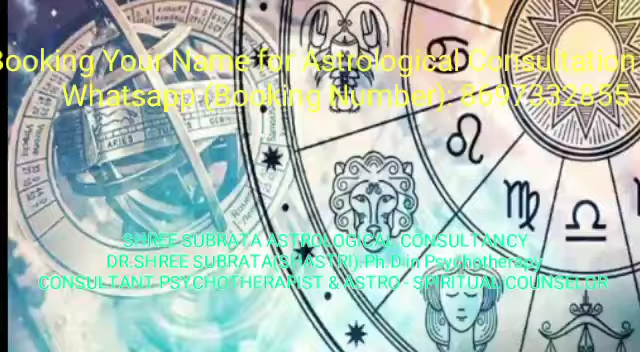 Booking Your Name for Astrological Consultation
Whatsapp (Booking Number): 8697332855
ARIES
SHREE SUBRATA ASTROLOGICAL CONSULTANCY
DR.SHREE SUBRATA(SHASTRI).Ph.D in Psychotherapy
CONSULTANT PSYCHOTHERAPIST & ASTRO - SPIRITUAL COUNSELOR